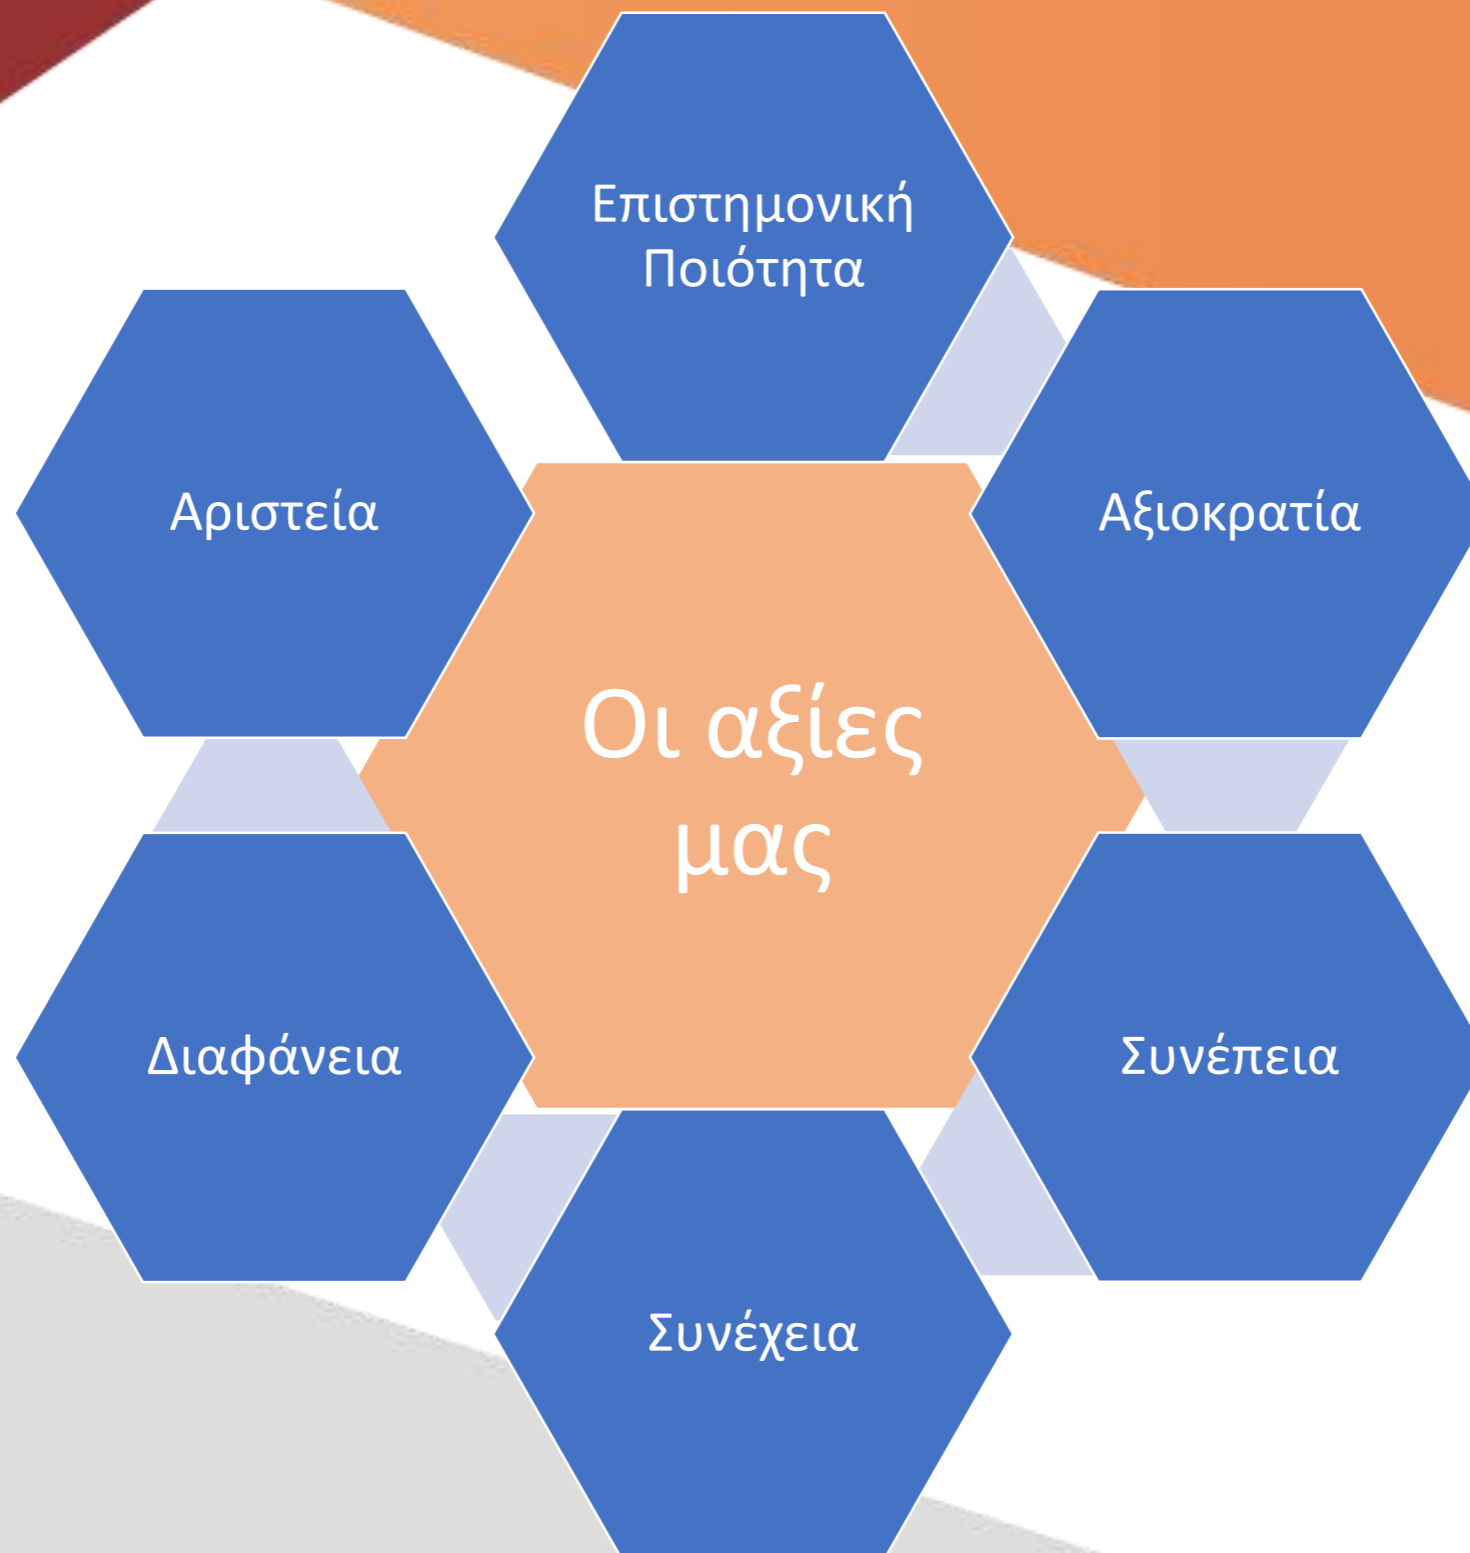 Επιστημονική
Ποιότητα
Αριστεία
Αξιοκρατία
Οι αξίες
μας
Διαφάνεια
Συνέπεια
Συνέχεια